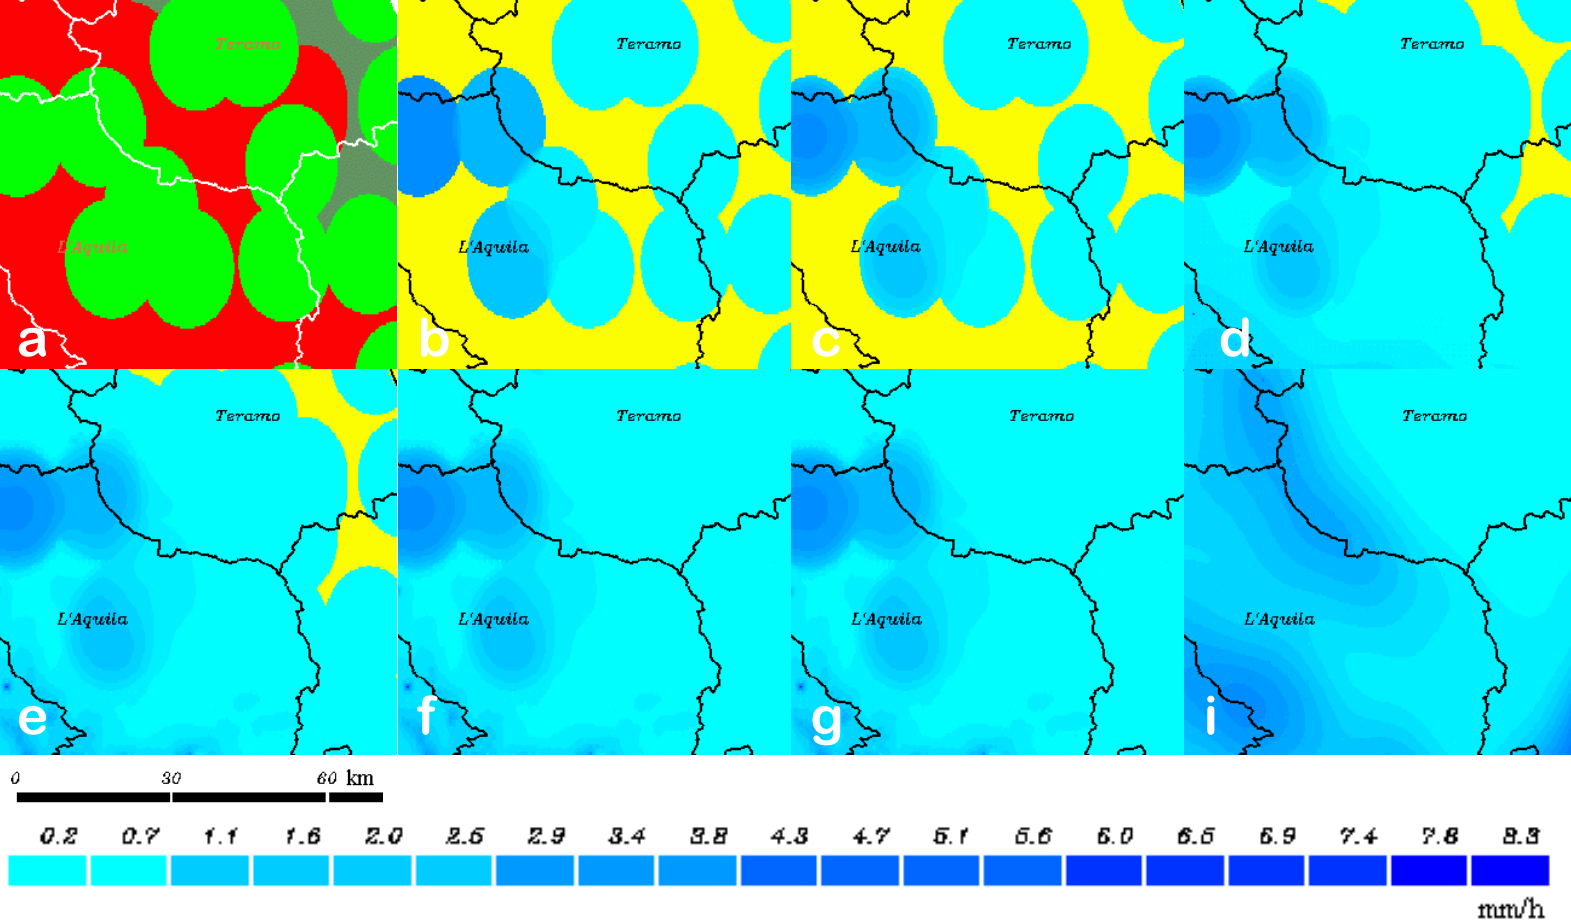 Teramo
L'Aquila
a
Teramo
L'Aquila
b
Teramo
L'Aquila
c
Teramo
L'Aquila
d
Teramo
L'Aquila
e
Teramo
L'Aquila
f
Teramo
L'Aquila
g
Teramo
L'Aquila
i
0 30 60 km
0.2 0.7 1.1 1.6 2.0 2.5 2.9 3.4 3.8 4.3 4.7 5.1 5.6 6.0 6.5 6.9 7.4 7.8 8.3
mm/h